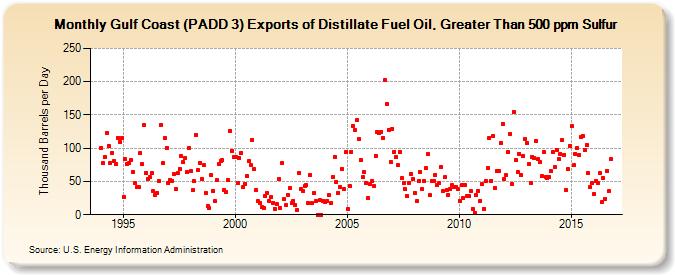 Monthly Gulf Coast (PADD 3) Exports of Distillate Fuel Oil, Greater Than 500 ppm Sulfur
Thousand Barrels per Day
250
200
150
100
50
0
1995 2000 2005 2010 2015
Source: U.S. Energy Information Administration